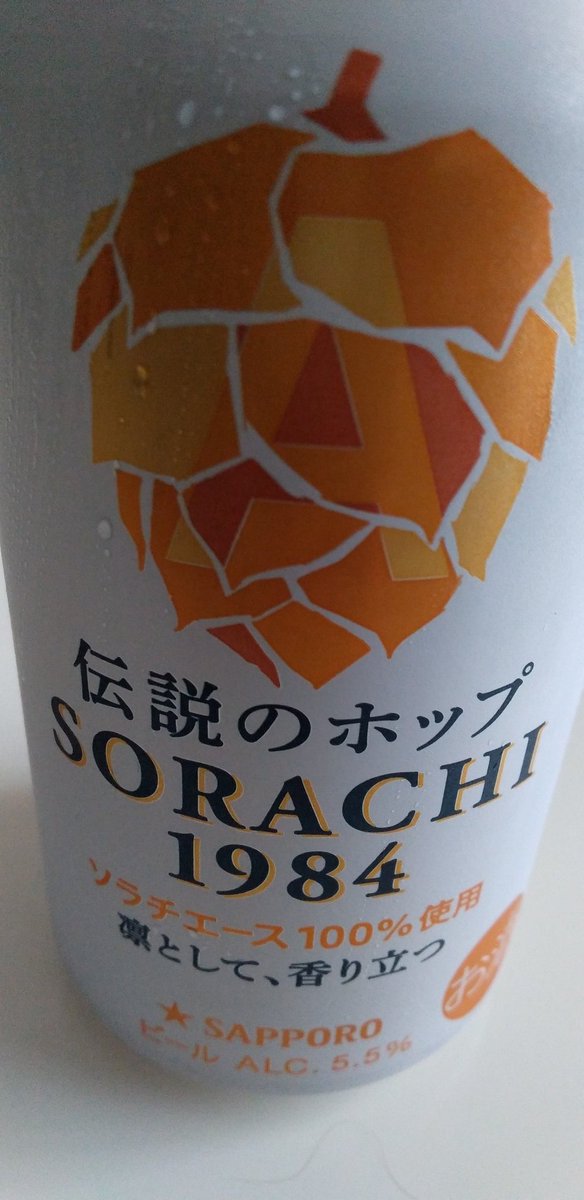 伝説のホップ
SORACHI
1984
ソラチエース100%使用
凛として、香り立つ
★ SAPPORO
ビール ALC. 5.5%